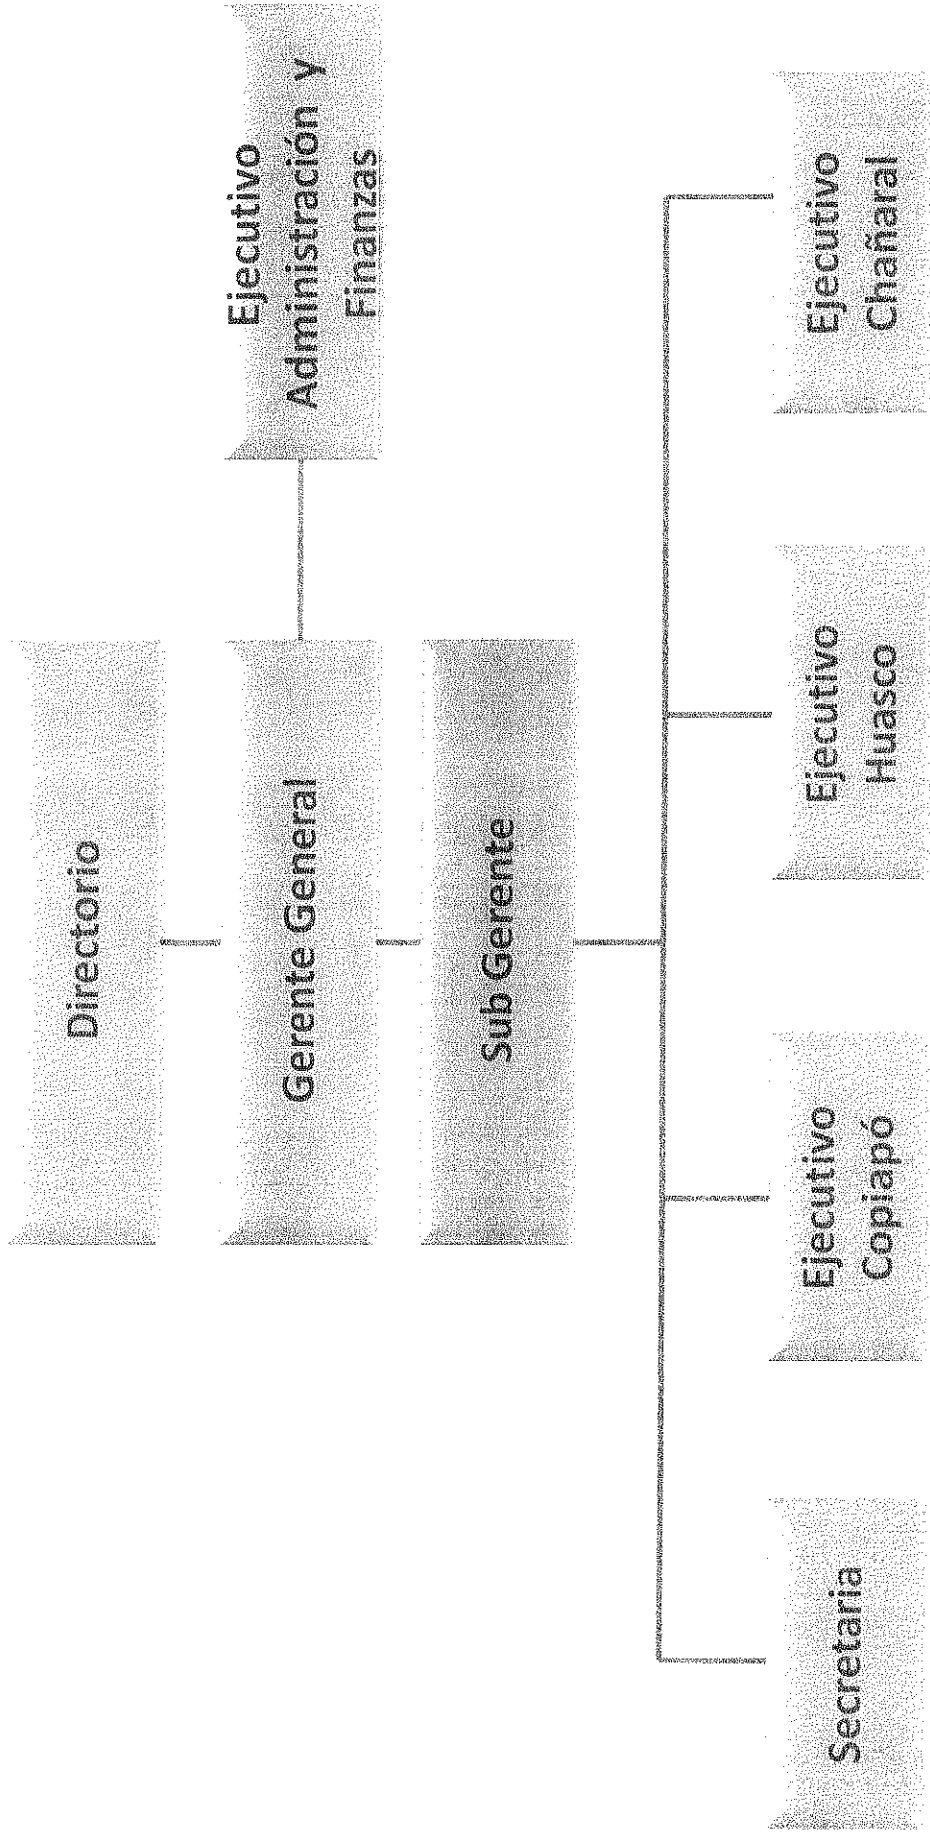 Directorio
Gerente General
Ejecutivo
Administración y
Finanzas
Sub Gerente
Secretaria
Ejecutivo
Copiapó
Ejecutivo
Huasco
Ejecutivo
Chañaral